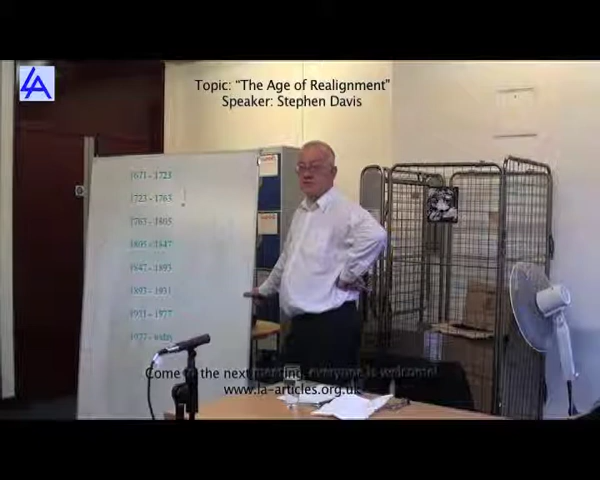 LA
Topic: "The Age of Realignment"
Speaker: Stephen Davis
1671 - 1723
1723 - 1763
1763 - 1805
1805 - 1847
1847 - 1893
1893 - 1931
1931 - 1977
1977 -
Come to the next meeting, everyone is welcome!
www.la-articles.org.uk